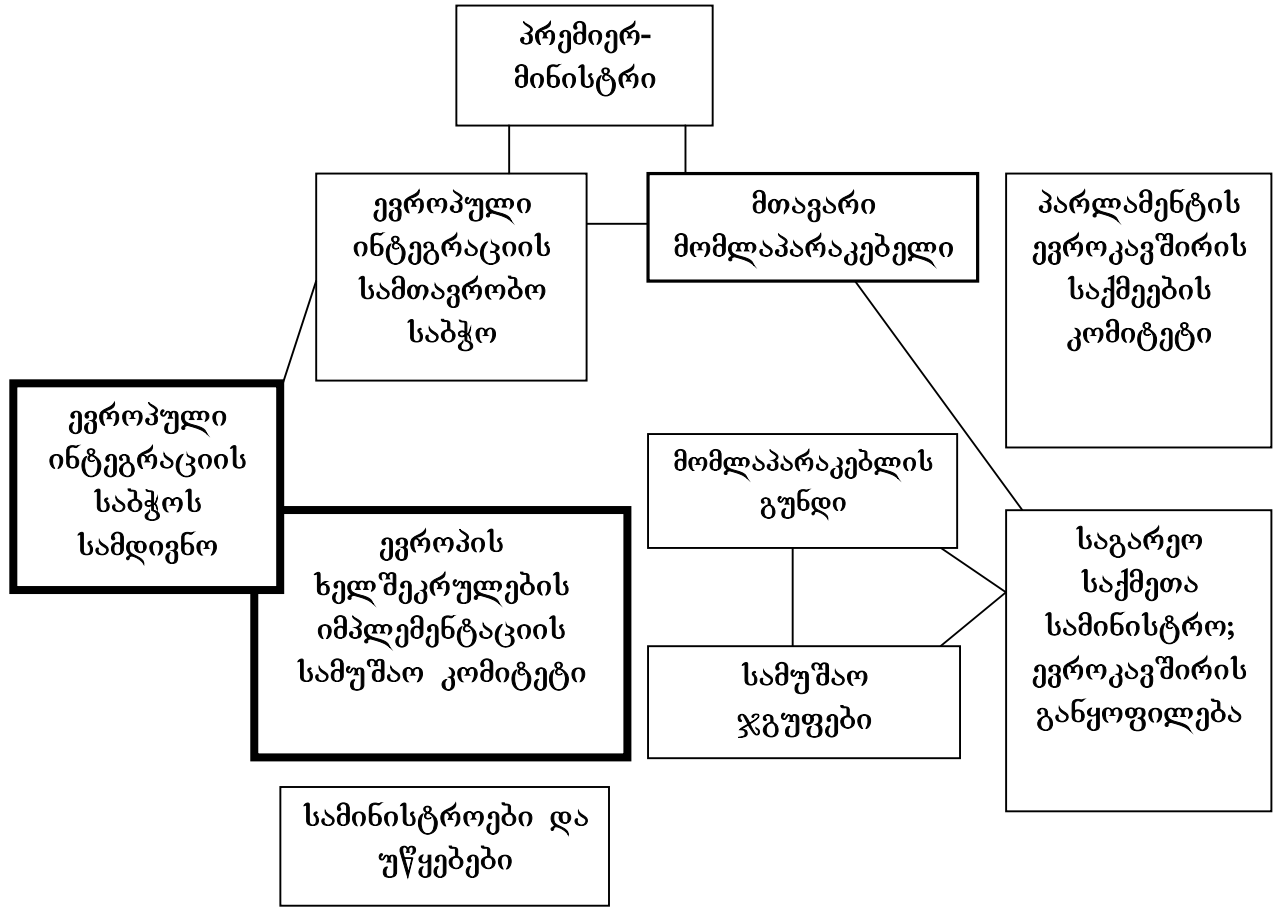 პრემიერ-
მინისტრი
ევროპული
ინტეგრაციის
სამთავრობო
საბჭო
მთავარი
მომლაპარაკებელი
პარლამენტის
ევროკავშირის
საქმეების
კომიტეტი
ევროპული
ინტეგრაციის
საბჭოს
სამდივნო
მომლაპარაკებლის
გუნდი
ევროპის
ხელშეკრულების
იმპლემენტაციის
სამუშაო კომიტეტი
საგარეო
საქმეთა
სამინისტრო;
ევროკავშირის
განყოფილება
სამუშაო
ჯგუფები
სამინისტროები და
უწყებები